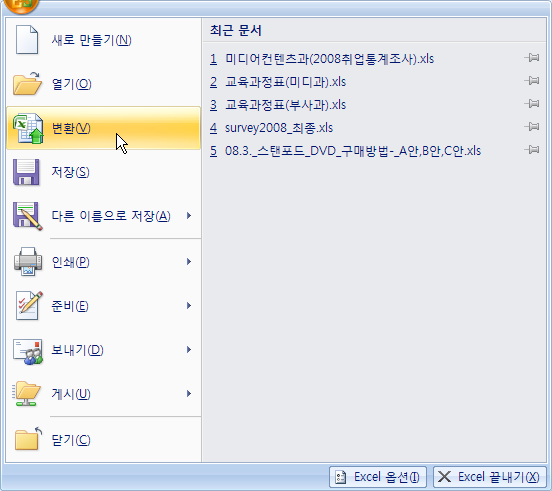 새로 만들기(N)
열기(O)
변환(V)
저장(S)
다른 이름으로 저장(A)
인쇄(P)
준비(E)
보내기(D)
게시(U)
닫기(C)
최근 문서
1 미디어컨텐츠과(2008취업통계조사).xls
2 교육과정표(미디과).xls
3 교육과정표(부사과).xls
4 survey2008_최종.xls
5 08.3._스탠포드_DVD_구매방법-_A안,B안,C안.xls
Excel 옵션(I) Excel 끝내기(X)